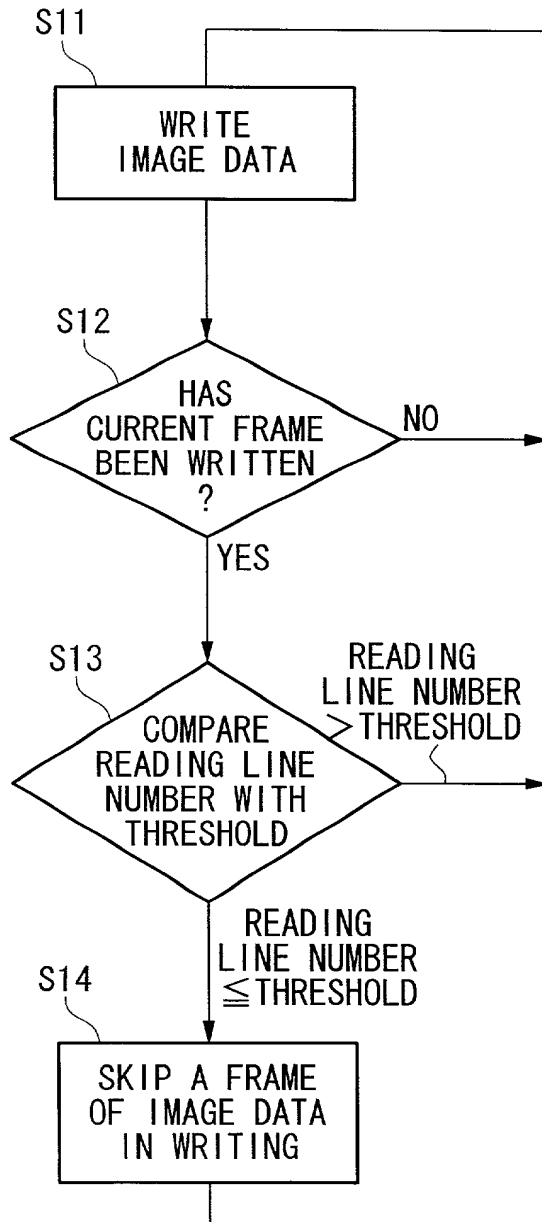 S11
WRITE
IMAGE DATA
S12
HAS
CURRENT FRAME
BEEN WRITTEN
?
NO
YES
S13
COMPARE
READING LINE
NUMBER WITH
THRESHOLD
READING
LINE NUMBER
> THRESHOLD
READING
LINE NUMBER
≦ THRESHOLD
S14
SKIP A FRAME
OF IMAGE DATA
IN WRITING